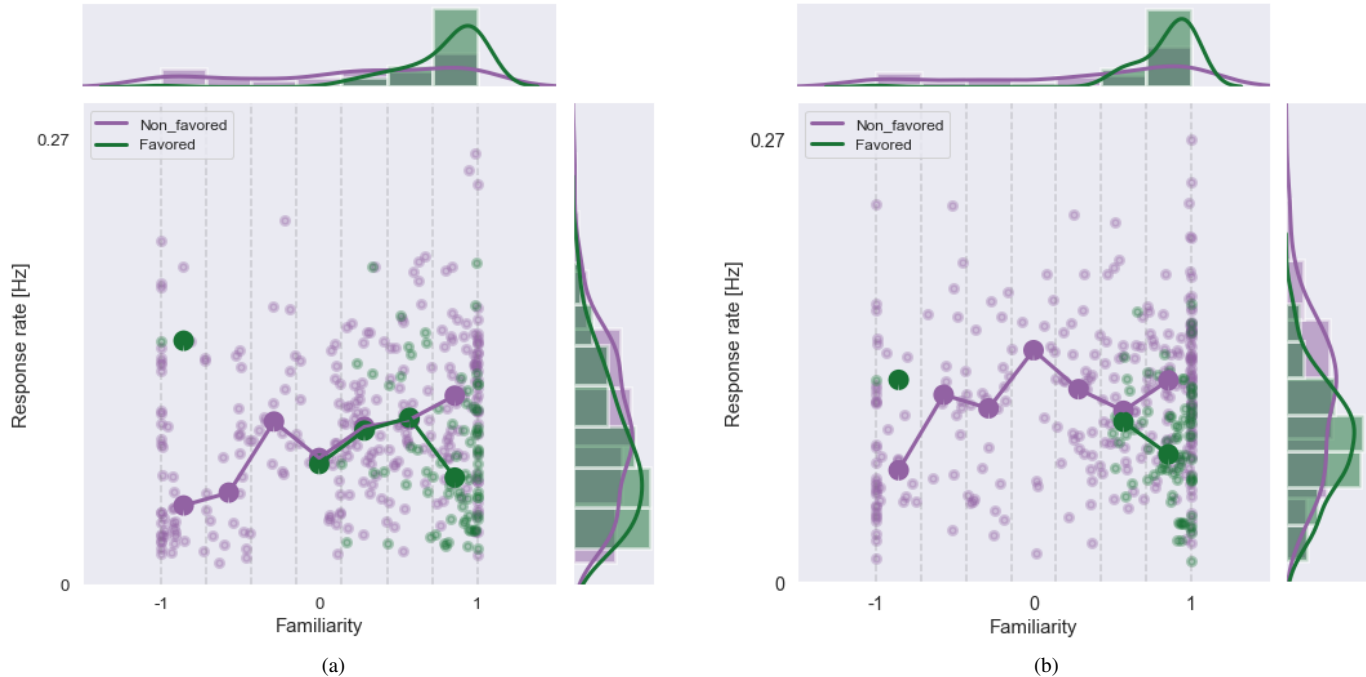 Non_favored
Favored
0.27
0
Response rate [Hz]
-1
0
1
Familiarity
(a)
Non_favored
Favored
0.27
0
Response rate [Hz]
-1
0
1
Familiarity
(b)